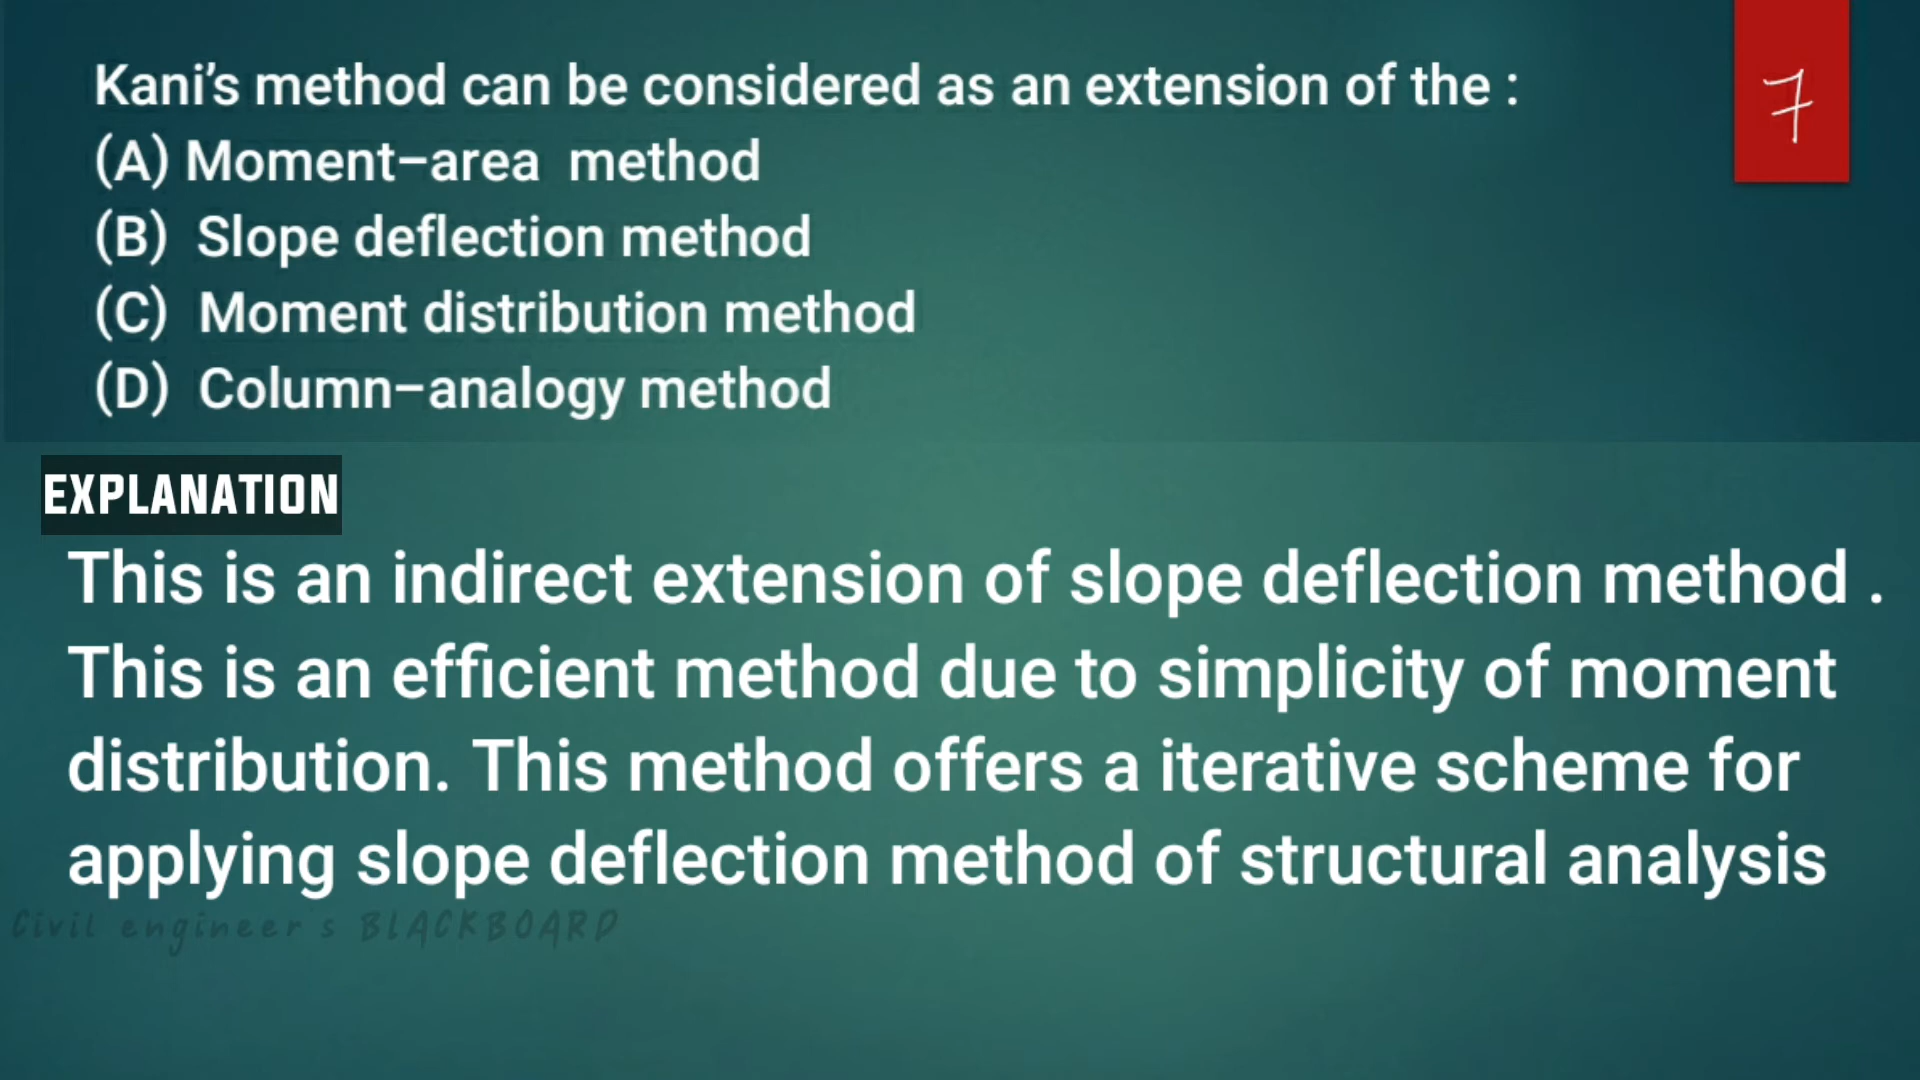 Kani’s method can be considered as an extension of the :
7
(A) Moment–area method
(B) Slope deflection method
(C) Moment distribution method
(D) Column–analogy method
EXPLANATION
This is an indirect extension of slope deflection method .
This is an efficient method due to simplicity of moment
distribution. This method offers a iterative scheme for
applying slope deflection method of structural analysis
Civil engineer's BLACKBOARD